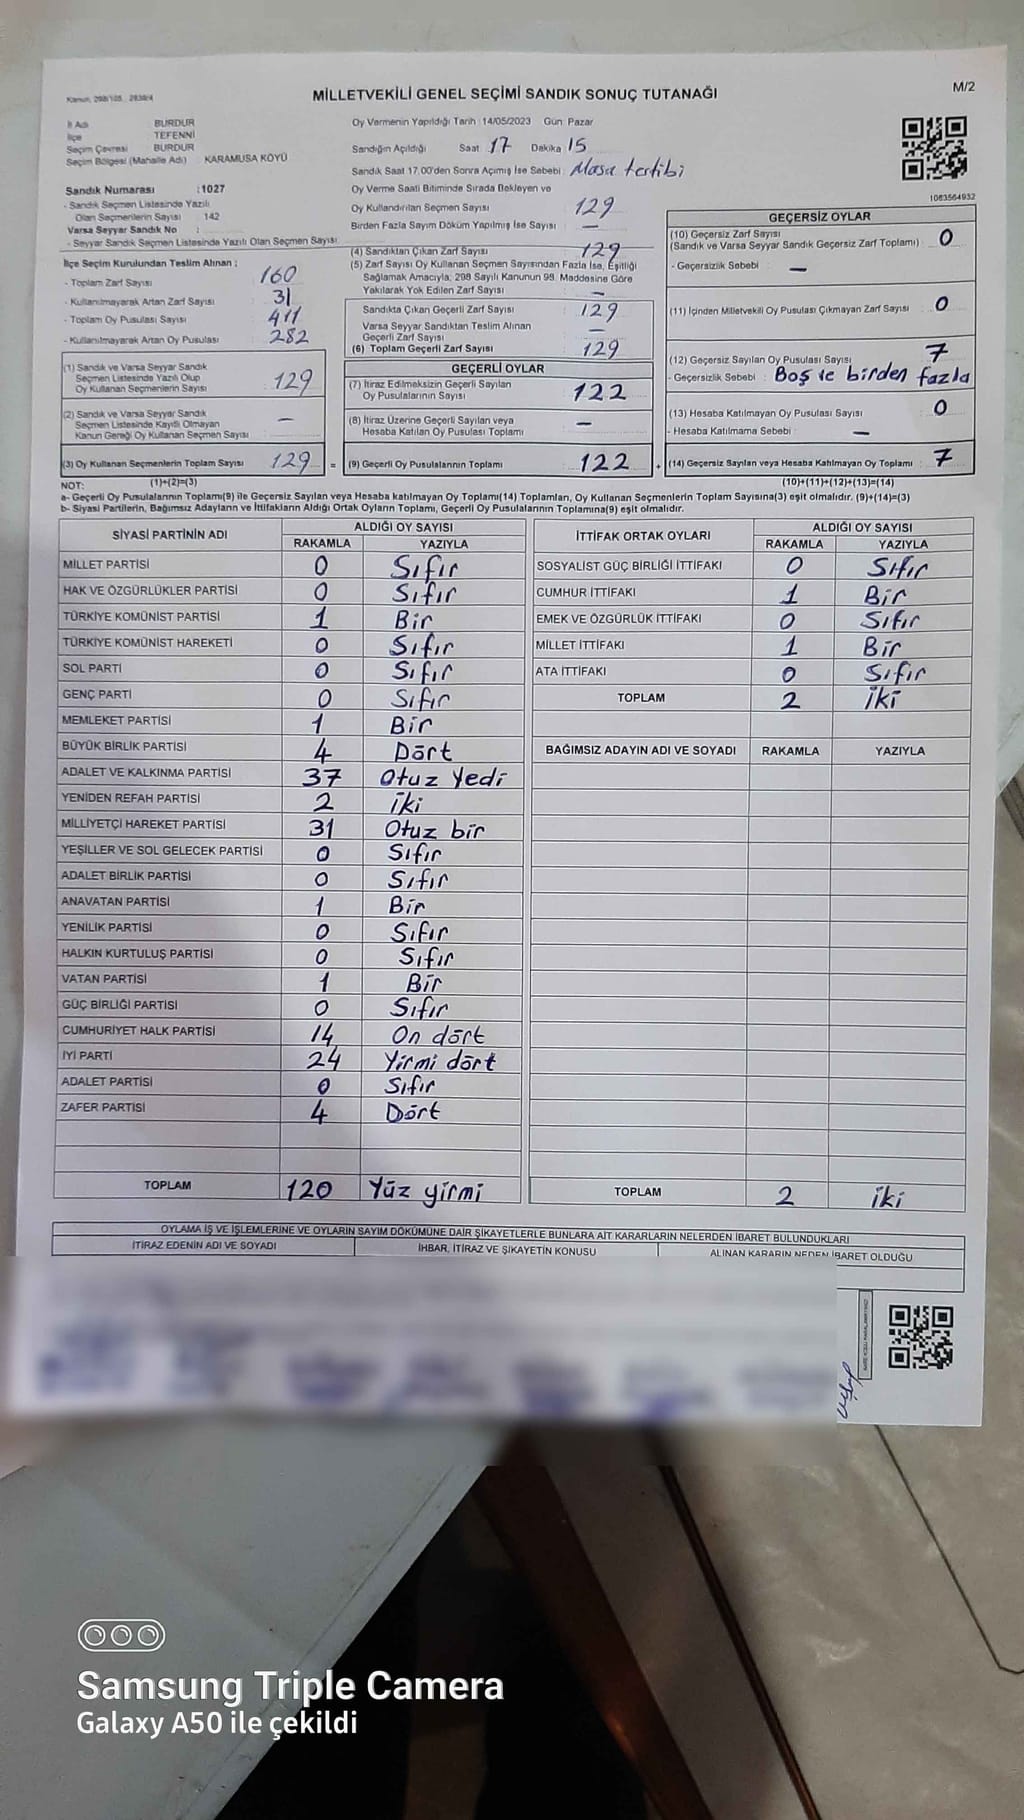 Kanun, 298/105, 2839/4
MİLLETVEKİLİ GENEL SEÇİMİ SANDIK SONUÇ TUTANAĞI
M/2
İl Adı BURDUR
İlçe TEFENNİ
Seçim Çevresi BURDUR
Seçim Bölgesi (Mahalle Adı) KARAMUSA KÖYÜ
Sandık Numarası :1027
- Sandık Seçmen Listesinde Yazılı
Olan Seçmenlerin Sayısı : 142
Varsa Seyyar Sandık No :
- Seyyar Sandık Seçmen Listesinde Yazılı Olan Seçmen Sayısı
Oy Vermenin Yapıldığı Tarih : 14/05/2023 Gün: Pazar
Sandığın Açıldığı Saat 17 Dakika 15
Sandık Saat 17.00'den Sonra Açımış İse Sebebi : Masa tertibi
Oy Verme Saati Bitiminde Sırada Bekleyen ve
Oy Kullandırılan Seçmen Sayısı : 129
Birden Fazla Sayım Döküm Yapılmış İse Sayısı : —
1083564932
İlçe Seçim Kurulundan Teslim Alınan :
- Toplam Zarf Sayısı : 160
- Kullanılmayarak Artan Zarf Sayısı : 31
- Toplam Oy Pusulası Sayısı : 411
- Kullanılmayarak Artan Oy Pusulası : 282
(1) Sandık ve Varsa Seyyar Sandık
Seçmen Listesinde Yazılı Olup
Oy Kullanan Seçmenlerin Sayısı : 129
(2) Sandık ve Varsa Seyyar Sandık
Seçmen Listesinde Kayıtlı Olmayan
Kanun Gereği Oy Kullanan Seçmen Sayısı : —
(3) Oy Kullanan Seçmenlerin Toplam Sayısı 129 =
(4) Sandıktan Çıkan Zarf Sayısı : 129
(5) Zarf Sayısı Oy Kullanan Seçmen Sayısından Fazla İse, Eşitliği
Sağlamak Amacıyla; 298 Sayılı Kanunun 98. Maddesine Göre
Yakılarak Yok Edilen Zarf Sayısı : —
Sandıkta Çıkan Geçerli Zarf Sayısı : 129
Varsa Seyyar Sandıktan Teslim Alınan
Geçerli Zarf Sayısı : —
(6) Toplam Geçerli Zarf Sayısı : 129
GEÇERLİ OYLAR
(7) İtiraz Edilmeksizin Geçerli Sayılan
Oy Pusulalarının Sayısı : 122
(8) İtiraz Üzerine Geçerli Sayılan veya
Hesaba Katılan Oy Pusulası Toplamı : —
(9) Geçerli Oy Pusulalarının Toplamı : 122 +
GEÇERSİZ OYLAR
(10) Geçersiz Zarf Sayısı : 0
(Sandık ve Varsa Seyyar Sandık Geçersiz Zarf Toplamı)
- Geçersizlik Sebebi : —
(11) İçinden Milletvekili Oy Pusulası Çıkmayan Zarf Sayısı : 0
(12) Geçersiz Sayılan Oy Pusulası Sayısı : 7
- Geçersizlik Sebebi : Boş ve birden fazla
(13) Hesaba Katılmayan Oy Pusulası Sayısı : 0
- Hesaba Katılmama Sebebi : —
(14) Geçersiz Sayılan veya Hesaba Katılmayan Oy Toplamı : 7
NOT: (1)+(2)=(3)
(10)+(11)+(12)+(13)=(14)
a- Geçerli Oy Pusulalarının Toplamı(9) ile Geçersiz Sayılan veya Hesaba katılmayan Oy Toplamı(14) Toplamları, Oy Kullanan Seçmenlerin Toplam Sayısına(3) eşit olmalıdır. (9)+(14)=(3)
b- Siyasi Partilerin, Bağımsız Adayların ve İttifakların Aldığı Ortak Oyların Toplamı, Geçerli Oy Pusulalarının Toplamına(9) eşit olmalıdır.
SİYASİ PARTİNİN ADI ALDIĞI OY SAYISI
RAKAMLA YAZIYLA
MİLLET PARTİSİ 0 Sıfır
HAK VE ÖZGÜRLÜKLER PARTİSİ 0 Sıfır
TÜRKİYE KOMÜNİST PARTİSİ 1 Bir
TÜRKİYE KOMÜNİST HAREKETİ 0 Sıfır
SOL PARTİ 0 Sıfır
GENÇ PARTİ 0 Sıfır
MEMLEKET PARTİSİ 1 Bir
BÜYÜK BİRLİK PARTİSİ 4 Dört
ADALET VE KALKINMA PARTİSİ 37 Otuz Yedi
YENİDEN REFAH PARTİSİ 2 İki
MİLLİYETÇİ HAREKET PARTİSİ 31 Otuz bir
YEŞİLLER VE SOL GELECEK PARTİSİ 0 Sıfır
ADALET BİRLİK PARTİSİ 0 Sıfır
ANAVATAN PARTİSİ 1 Bir
YENİLİK PARTİSİ 0 Sıfır
HALKIN KURTULUŞ PARTİSİ 0 Sıfır
VATAN PARTİSİ 1 Bir
GÜÇ BİRLİĞİ PARTİSİ 0 Sıfır
CUMHURİYET HALK PARTİSİ 14 On dört
İYİ PARTİ 24 Yirmi dört
ADALET PARTİSİ 0 Sıfır
ZAFER PARTİSİ 4 Dört
TOPLAM 120 Yüz yirmi
İTTİFAK ORTAK OYLARI ALDIĞI OY SAYISI
RAKAMLA YAZIYLA
SOSYALİST GÜÇ BİRLİĞİ İTTİFAKI 0 Sıfır
CUMHUR İTTİFAKI 1 Bir
EMEK VE ÖZGÜRLÜK İTTİFAKI 0 Sıfır
MİLLET İTTİFAKI 1 Bir
ATA İTTİFAKI 0 Sıfır
TOPLAM 2 İki
BAĞIMSIZ ADAYIN ADI VE SOYADI RAKAMLA YAZIYLA
TOPLAM 2 İki
OYLAMA İŞ VE İŞLEMLERİNE VE OYLARIN SAYIM DÖKÜMÜNE DAİR ŞİKAYETLERLE BUNLARA AİT KARARLARIN NELERDEN İBARET BULUNDUKLARI
İTİRAZ EDENİN ADI VE SOYADI İHBAR, İTİRAZ VE ŞİKAYETİN KONUSU ALINAN KARARIN NEDEN İBARET OLDUĞU
Samsung Triple Camera
Galaxy A50 ile çekildi